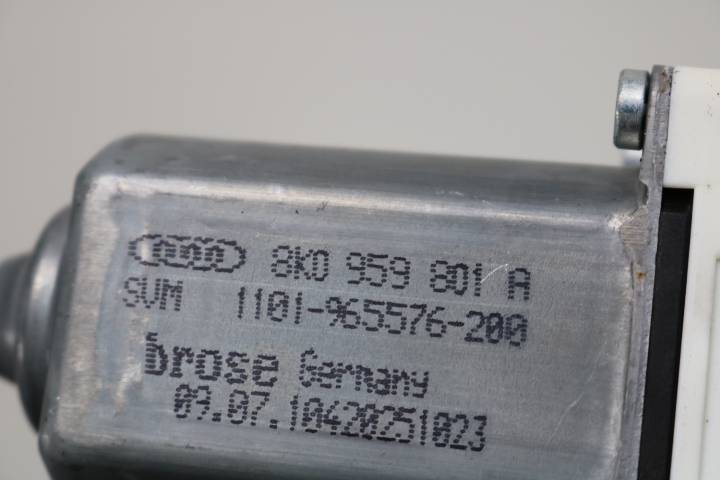 8K0 959 801 A
SVM 1101-965576-200
brose Germany
09.07.10420251023